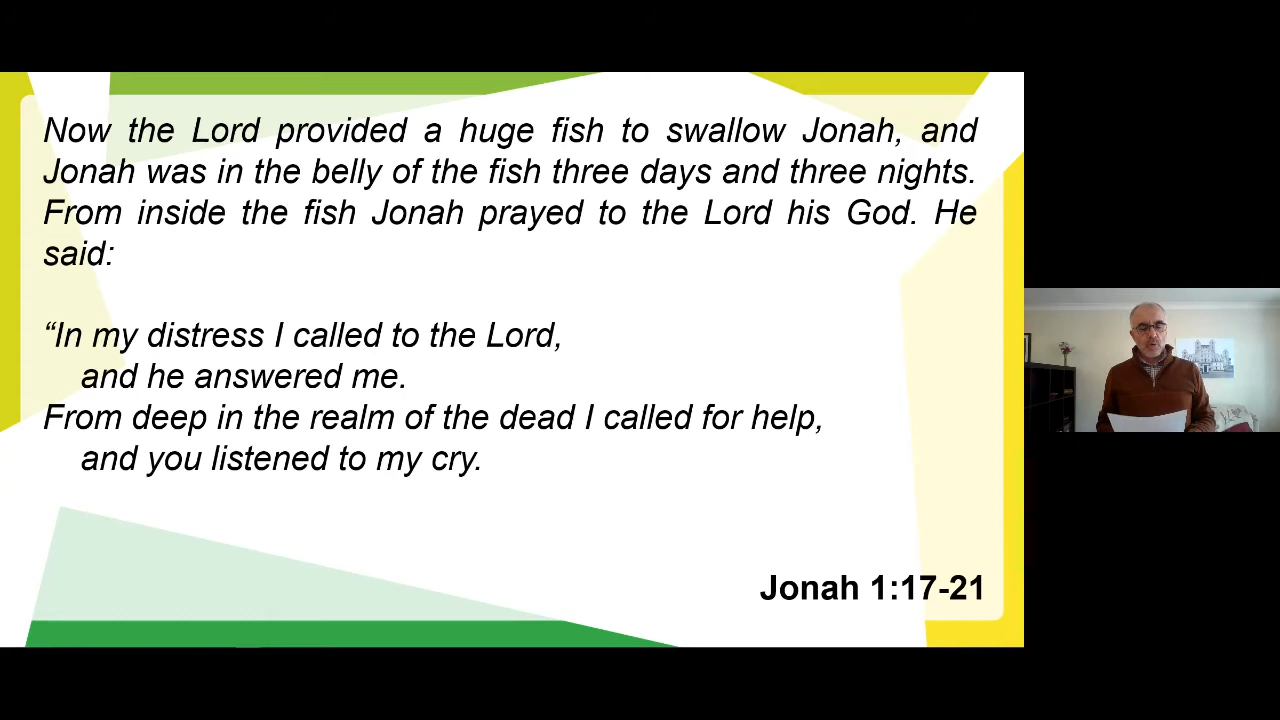 Now the Lord provided a huge fish to swallow Jonah, and
Jonah was in the belly of the fish three days and three nights.
From inside the fish Jonah prayed to the Lord his God. He
said:
“In my distress I called to the Lord,
and he answered me.
From deep in the realm of the dead I called for help,
and you listened to my cry.
Jonah 1:17-21